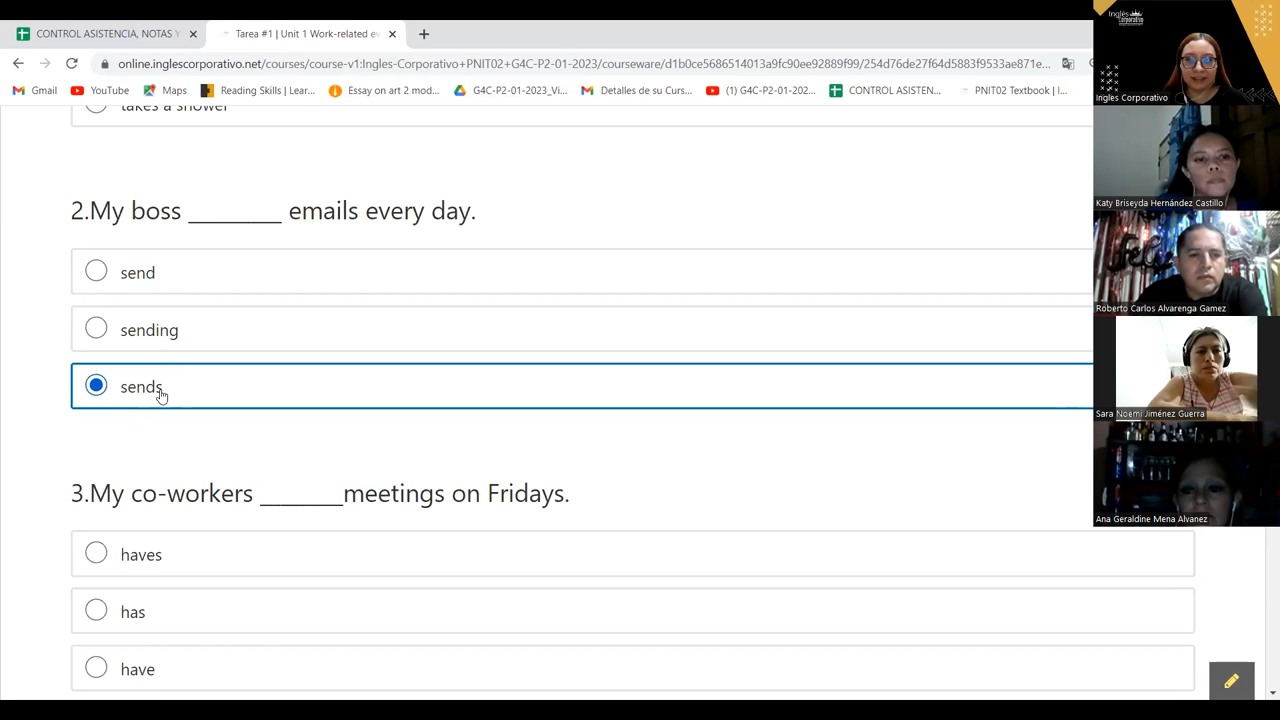 CONTROL ASISTENCIA, NOTAS Y
Tarea #1 | Unit 1 Work-related ev
online.inglescorporativo.net/courses/course-v1:Ingles-Corporativo+PNIT02+G4C-P2-01-2023/courseware/d1b0ce5686514013a9fc90ee92889f99/254d76de27f64d5883f9533ae871e...
Gmail
YouTube
Maps
Reading Skills | Lear...
Essay on art 2 mod...
G4C-P2-01-2023_Vi...
Detalles de su Curs...
(1) G4C-P2-01-202...
CONTROL ASISTEN...
PNIT02 Textbook | I...
takes a shower
2.My boss ________ emails every day.
send
sending
sends
3.My co-workers _______meetings on Fridays.
haves
has
have
Inglés
Corporativo
Ingles Corporativo
Katy Briseyda Hernández Castillo
Roberto Carlos Alvarenga Gamez
Sara Noemi Jiménez Guerra
Ana Geraldine Mena Alvanez